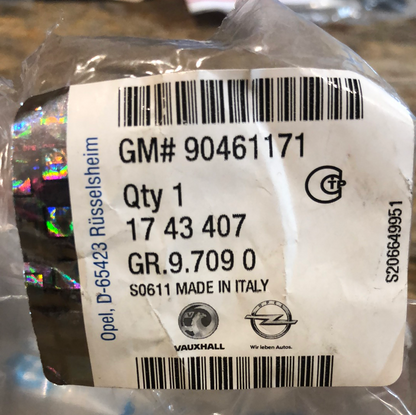 GM# 90461171
Qty 1
17 43 407
GR.9.709 0
S0611 MADE IN ITALY
VAUXHALL
OPEL
Wir leben Autos.
Opel, D-65423 Rüsselsheim
S206649951